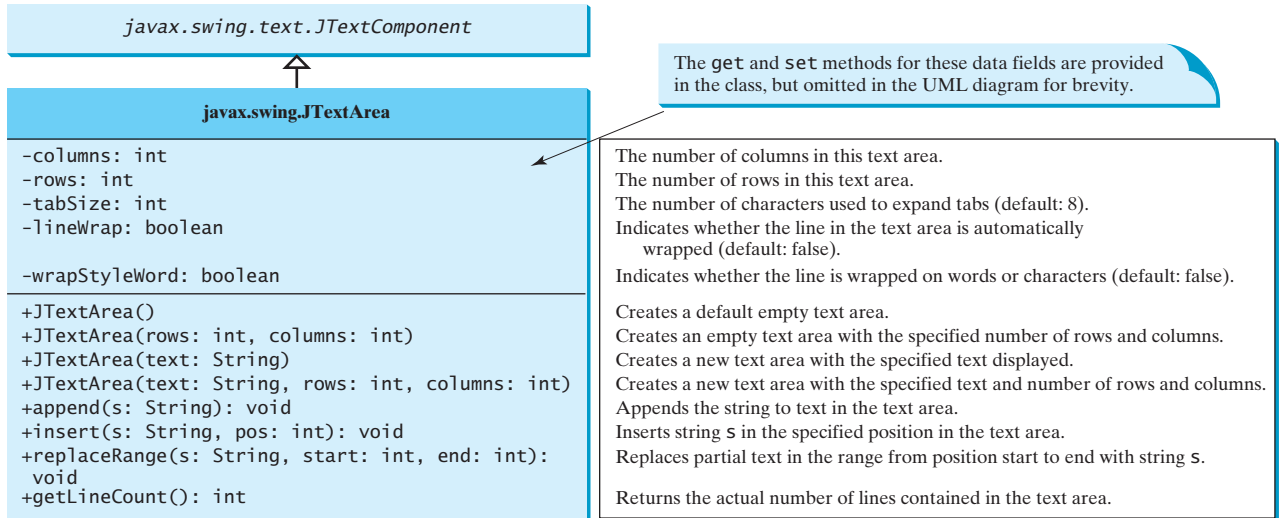 javax.swing.text.JTextComponent
The get and set methods for these data fields are provided
in the class, but omitted in the UML diagram for brevity.
javax.swing.JTextArea
-columns: int
-rows: int
-tabSize: int
-lineWrap: boolean
-wrapStyleWord: boolean
The number of columns in this text area.
The number of rows in this text area.
The number of characters used to expand tabs (default: 8).
Indicates whether the line in the text area is automatically
wrapped (default: false).
Indicates whether the line is wrapped on words or characters (default: false).
+JTextArea()
+JTextArea(rows: int, columns: int)
+JTextArea(text: String)
+JTextArea(text: String, rows: int, columns: int)
+append(s: String): void
+insert(s: String, pos: int): void
+replaceRange(s: String, start: int, end: int):
void
+getLineCount(): int
Creates a default empty text area.
Creates an empty text area with the specified number of rows and columns.
Creates a new text area with the specified text displayed.
Creates a new text area with the specified text and number of rows and columns.
Appends the string to text in the text area.
Inserts string s in the specified position in the text area.
Replaces partial text in the range from position start to end with string s.
Returns the actual number of lines contained in the text area.